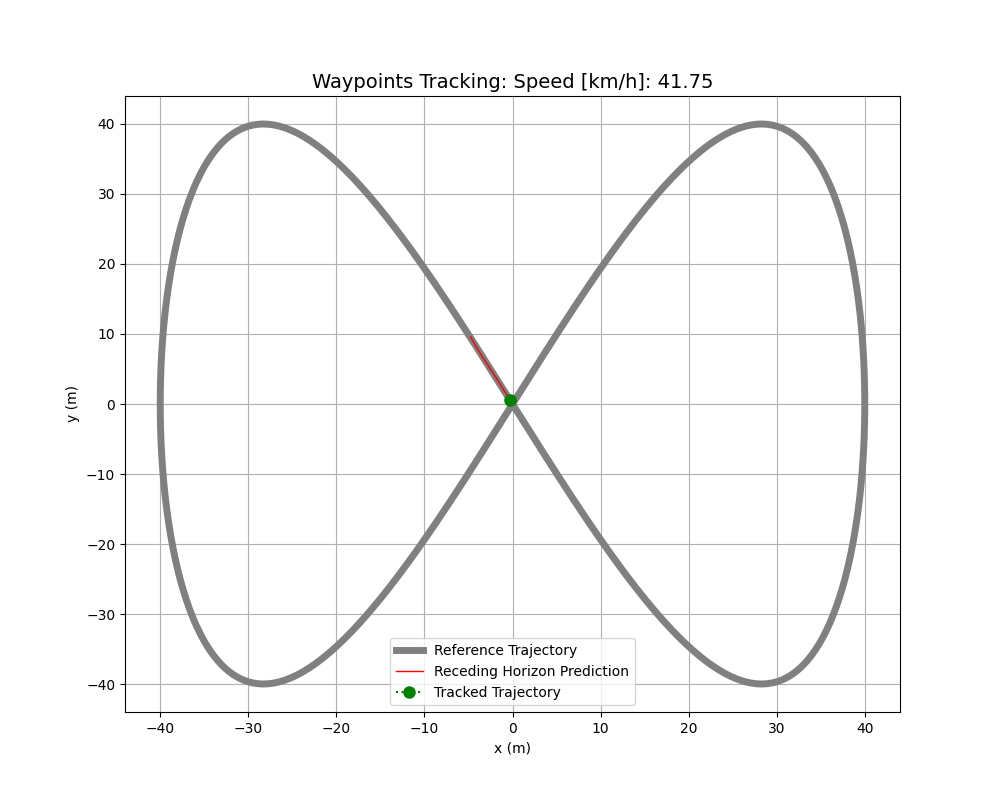 Waypoints Tracking: Speed [km/h]: 41.75
40
30
20
10
0
−10
−20
−30
−40
y (m)
Reference Trajectory
Receding Horizon Prediction
Tracked Trajectory
−40 −30 −20 −10 0 10 20 30 40
x (m)